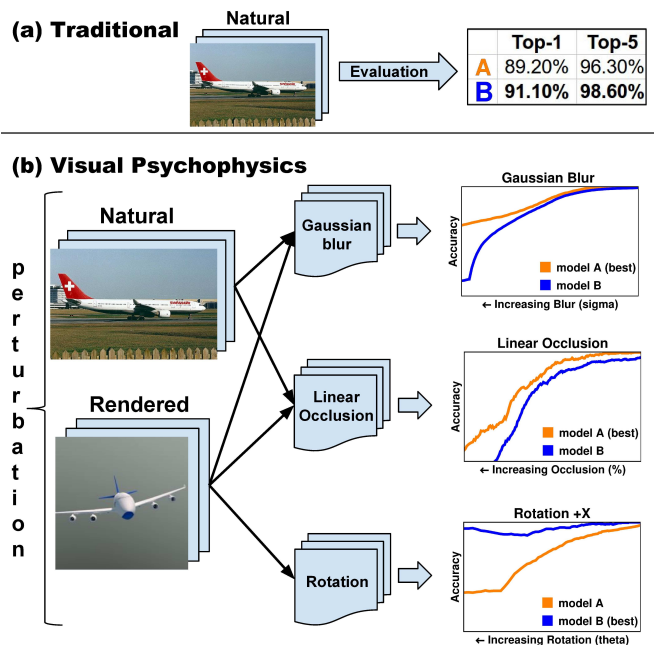 (a) Traditional
Natural
Evaluation
Top-1 Top-5
A 89.20% 96.30%
B 91.10% 98.60%
(b) Visual Psychophysics
perturbation
Natural
Rendered
Gaussian
blur
Linear
Occlusion
Rotation
Gaussian Blur
Accuracy
model A (best)
model B
← Increasing Blur (sigma)
Linear Occlusion
Accuracy
model A (best)
model B
← Increasing Occlusion (%)
Rotation +X
Accuracy
model A
model B (best)
← Increasing Rotation (theta)